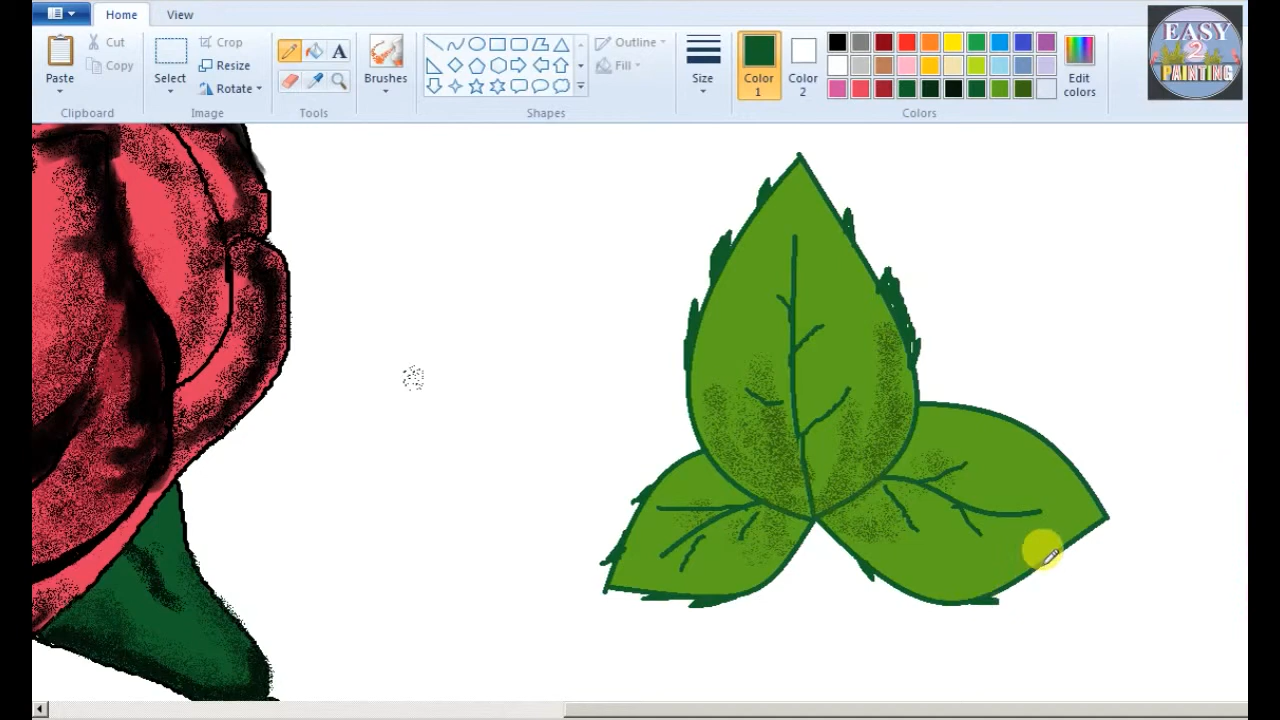 Home View
Cut
Copy
Paste
Clipboard
Select
Crop
Resize
Rotate
Image
A
Tools
Brushes
Outline
Fill
Shapes
Size
Color
1
Color
2
Edit
colors
Colors
EASY
2
PAINTING